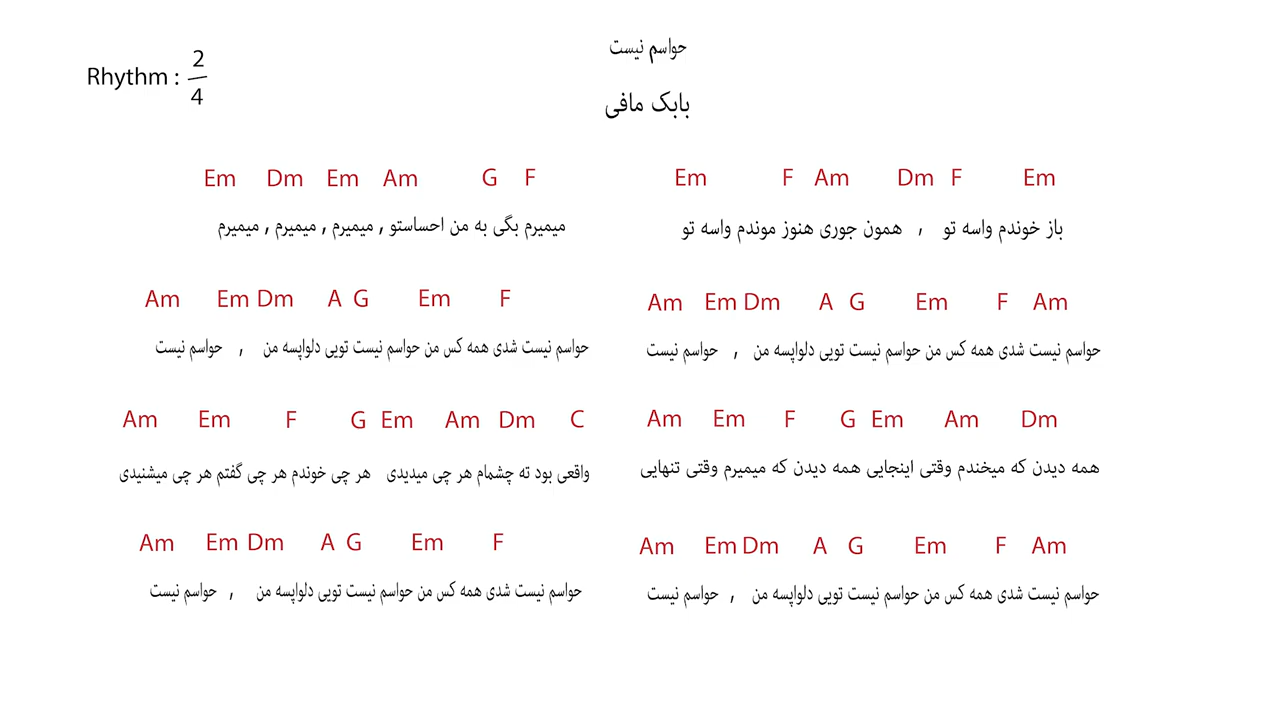 حواسم نیست
Rhythm : 2/4
بابک مافی
Em F Am Dm F Em
باز خوندم واسه تو , همون جوری هنوز موندم واسه تو
Em Dm Em Am G F
میمیرم بگی به من احساستو , میمیرم , میمیرم , میمیرم
Am Em Dm A G Em F Am
حواسم نیست شدی همه کس من حواسم نیست تویی دلواپسه من , حواسم نیست
Am Em Dm A G Em F
حواسم نیست شدی همه کس من حواسم نیست تویی دلواپسه من , حواسم نیست
Am Em F G Em Am Dm
همه دیدن که میخندم وقتی اینجایی همه دیدن که میمیرم وقتی تنهایی
Am Em F G Em Am Dm C
واقعی بود ته چشمام هر چی میدیدی هر چی خوندم هر چی گفتم هر چی میشنیدی
Am Em Dm A G Em F Am
حواسم نیست شدی همه کس من حواسم نیست تویی دلواپسه من , حواسم نیست
Am Em Dm A G Em F
حواسم نیست شدی همه کس من حواسم نیست تویی دلواپسه من , حواسم نیست